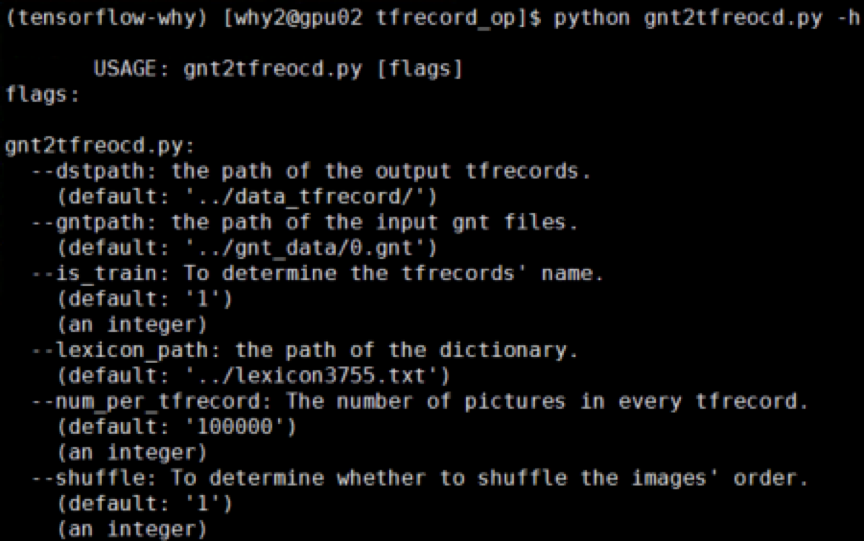 (tensorflow-why) [why2@gpu02 tfrecord_op]$ python gnt2tfreocd.py -h
USAGE: gnt2tfreocd.py [flags]
flags:
gnt2tfreocd.py:
--dstpath: the path of the output tfrecords.
(default: '../data_tfrecord/')
--gntpath: the path of the input gnt files.
(default: '../gnt_data/0.gnt')
--is_train: To determine the tfrecords' name.
(default: '1')
(an integer)
--lexicon_path: the path of the dictionary.
(default: '../lexicon3755.txt')
--num_per_tfrecord: The number of pictures in every tfrecord.
(default: '100000')
(an integer)
--shuffle: To determine whether to shuffle the images' order.
(default: '1')
(an integer)